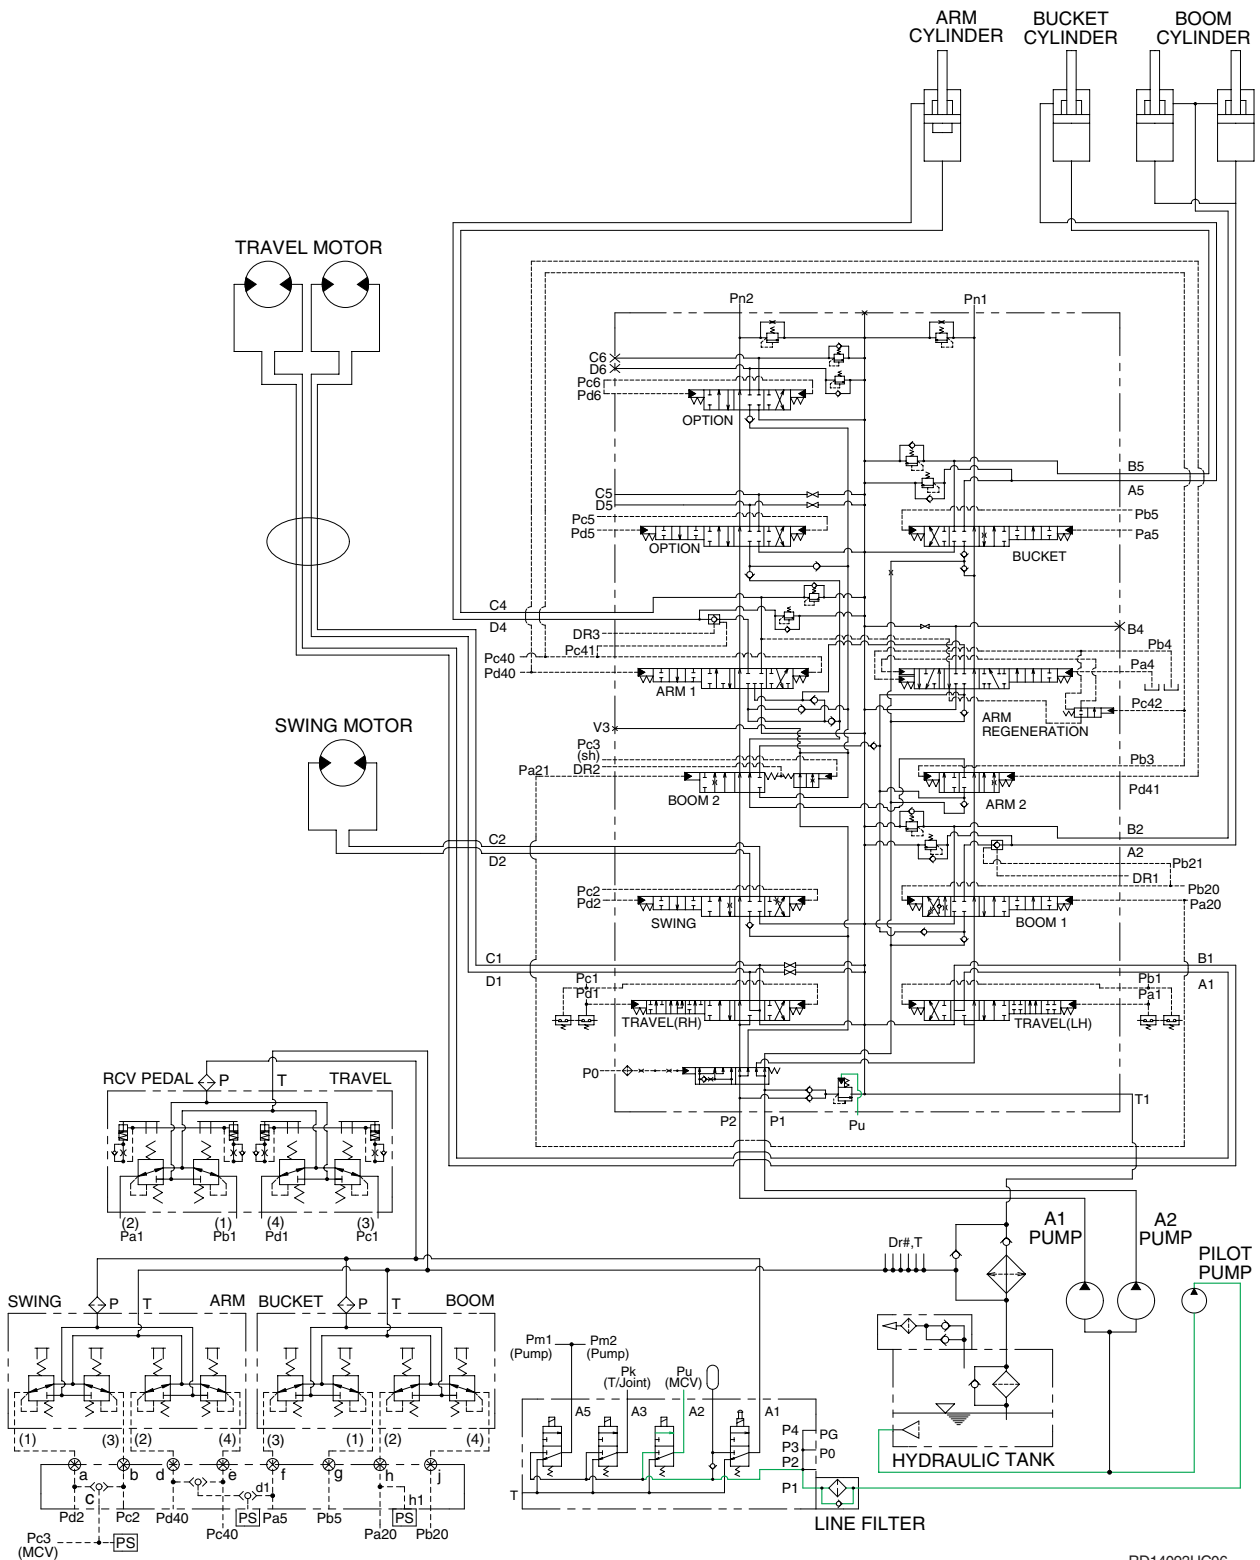 ARM
CYLINDER
BUCKET
CYLINDER
BOOM
CYLINDER
TRAVEL MOTOR
Pn2
Pn1
C6
D6
Pc6
Pd6
OPTION
B5
A5
C5
D5
Pc5
Pd5
OPTION
Pb5
Pa5
BUCKET
C4
D4
DR3
Pc40
Pc41
Pd40
ARM 1
B4
Pb4
Pa4
Pc42
ARM
REGENERATION
SWING MOTOR
V3
Pc3
(sh)
Pa21
DR2
BOOM 2
Pb3
Pd41
ARM 2
C2
D2
B2
A2
Pb21
DR1
Pc2
Pd2
SWING
Pb20
Pa20
BOOM 1
C1
D1
B1
A1
Pc1
Pd1
TRAVEL(RH)
Pb1
Pa1
TRAVEL(LH)
P0
P2
P1
Pu
T1
RCV PEDAL
P
T
TRAVEL
(2)
(1)
(4)
(3)
Pa1
Pb1
Pd1
Pc1
A1
PUMP
A2
PUMP
PILOT
PUMP
Dr#,T
SWING
P
T
ARM
BUCKET
P
T
BOOM
(1)
(3)
(2)
(4)
(3)
(1)
(2)
(4)
a
b
d
e
f
g
h
j
c
d1
h1
Pd2
Pc2
Pd40
Pc40
PS
Pa5
Pb5
Pa20
PS
Pb20
Pc3
(MCV)
PS
Pm1
(Pump)
Pm2
(Pump)
Pk
(T/Joint)
Pu
(MCV)
A5
A3
A2
A1
P4
P3
P2
P1
PG
P0
T
LINE FILTER
HYDRAULIC TANK